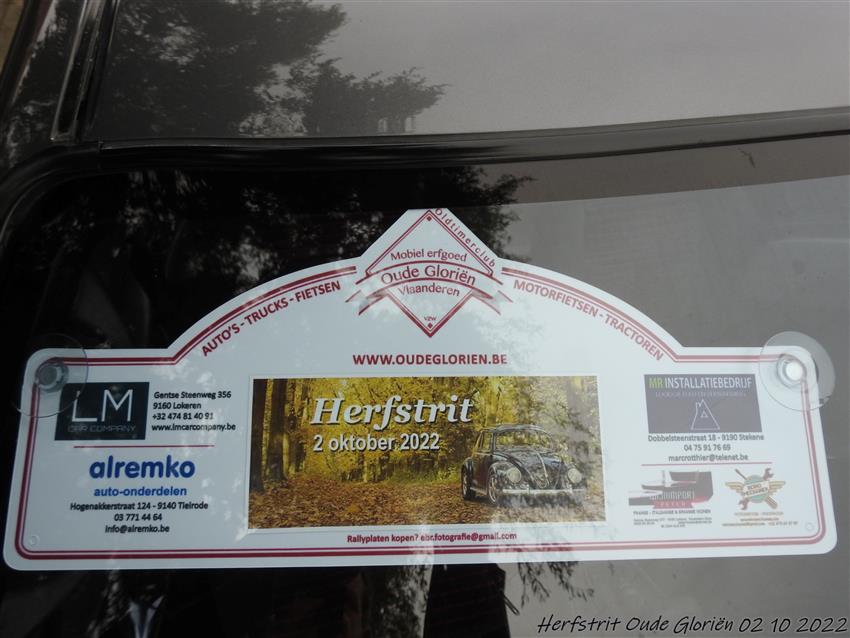 Oldtimerclub
Mobiel erfgoed
Oude Gloriën
Vlaanderen
VZW
AUTO'S - TRUCKS - FIETSEN
MOTORFIETSEN - TRACTOREN
WWW.OUDEGLORIEN.BE
LM
CAR COMPANY
Gentse Steenweg 356
9160 Lokeren
+32 474 81 40 91
www.lmcarcompany.be
alremko
auto-onderdelen
Hogenakkerstraat 124 - 9140 Tielrode
03 771 44 64
info@alremko.be
Herfstrit
2 oktober 2022
Rallyplaten kopen? ebr.fotografie@gmail.com
MR INSTALLATIEBEDRIJF
Dobbelsteenstraat 18 - 9190 Stekene
04 75 91 76 69
marcrotthier@telenet.be
Herfstrit Oude Gloriën 02 10 2022